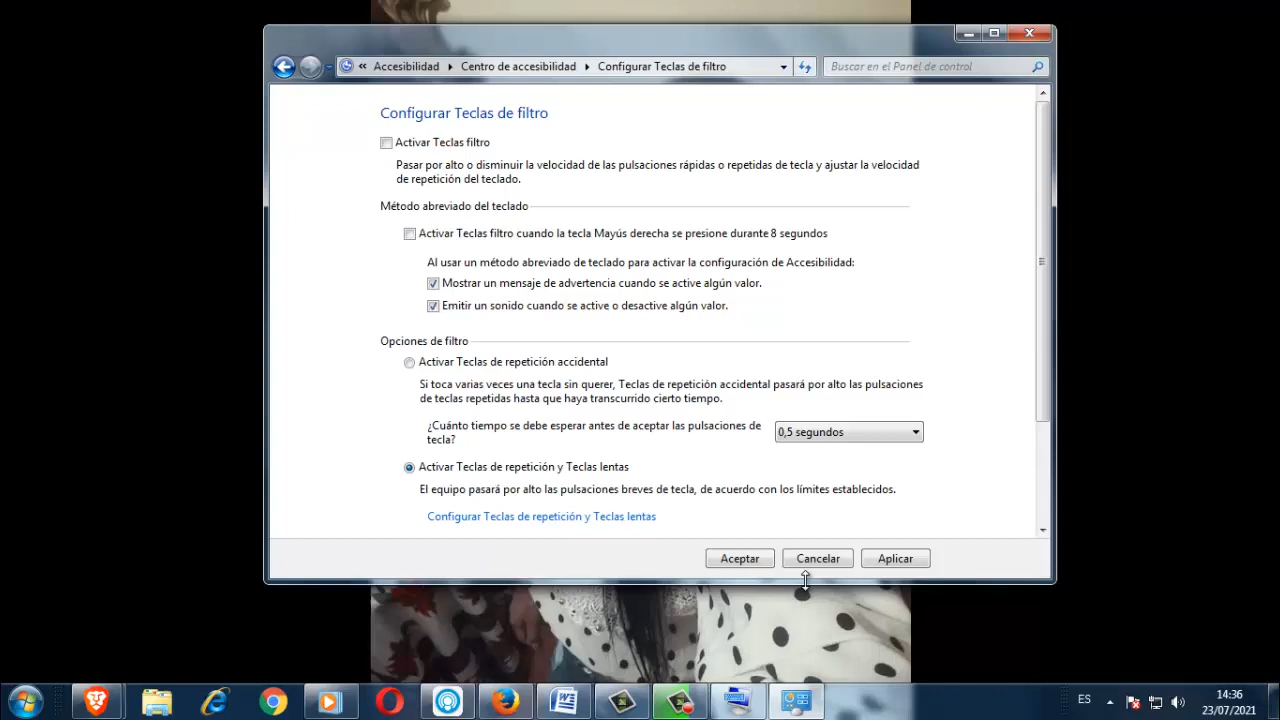 « Accesibilidad ▸ Centro de accesibilidad ▸ Configurar Teclas de filtro
Buscar en el Panel de control
Configurar Teclas de filtro
Activar Teclas filtro
Pasar por alto o disminuir la velocidad de las pulsaciones rápidas o repetidas de tecla y ajustar la velocidad
de repetición del teclado.
Método abreviado del teclado
Activar Teclas filtro cuando la tecla Mayús derecha se presione durante 8 segundos
Al usar un método abreviado de teclado para activar la configuración de Accesibilidad:
Mostrar un mensaje de advertencia cuando se active algún valor.
Emitir un sonido cuando se active o desactive algún valor.
Opciones de filtro
Activar Teclas de repetición accidental
Si toca varias veces una tecla sin querer, Teclas de repetición accidental pasará por alto las pulsaciones
de teclas repetidas hasta que haya transcurrido cierto tiempo.
¿Cuánto tiempo se debe esperar antes de aceptar las pulsaciones de
tecla?
0,5 segundos
Activar Teclas de repetición y Teclas lentas
El equipo pasará por alto las pulsaciones breves de tecla, de acuerdo con los límites establecidos.
Configurar Teclas de repetición y Teclas lentas
Aceptar Cancelar Aplicar
ES
14:36
23/07/2021